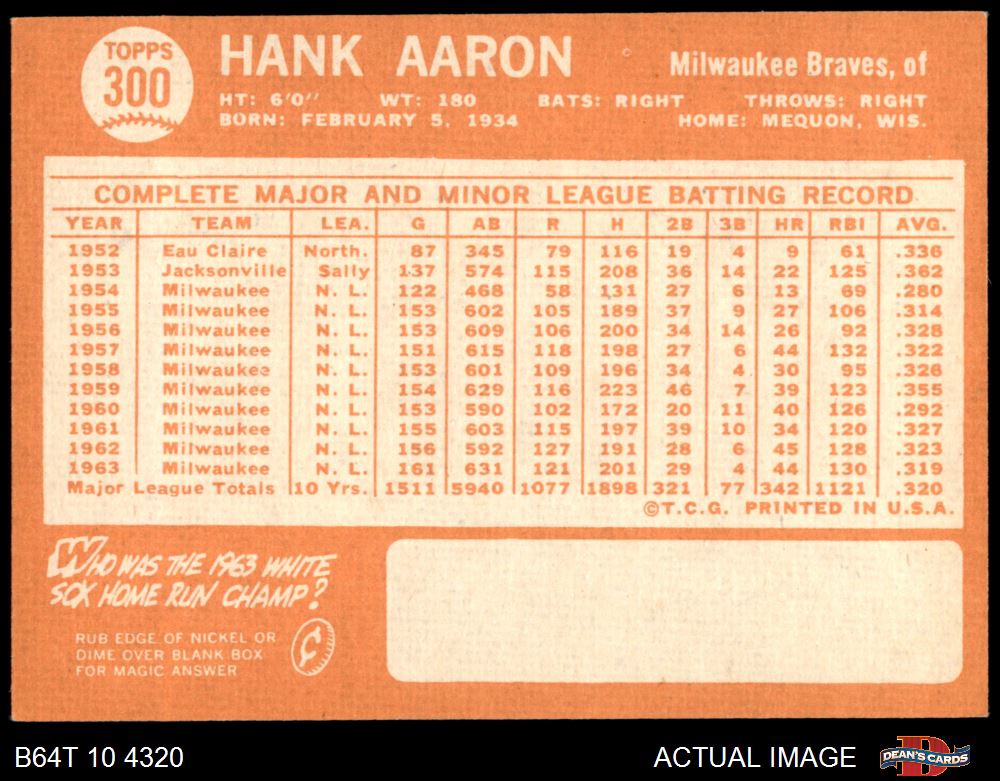 TOPPS
300
HANK AARON
Milwaukee Braves, of
HT: 6'0" WT: 180 BATS: RIGHT THROWS: RIGHT
BORN: FEBRUARY 5, 1934 HOME: MEQUON, WIS.
COMPLETE MAJOR AND MINOR LEAGUE BATTING RECORD
YEAR TEAM LEA. G AB R H 2B 3B HR RBI AVG.
1952 Eau Claire North. 87 345 79 116 19 4 9 61 .336
1953 Jacksonville Sally 137 574 115 208 36 14 22 125 .362
1954 Milwaukee N. L. 122 468 58 131 27 6 13 69 .280
1955 Milwaukee N. L. 153 602 105 189 37 9 27 106 .314
1956 Milwaukee N. L. 153 609 106 200 34 14 26 92 .328
1957 Milwaukee N. L. 151 615 118 198 27 6 44 132 .322
1958 Milwaukee N. L. 153 601 109 196 34 4 30 95 .326
1959 Milwaukee N. L. 154 629 116 223 46 7 39 123 .355
1960 Milwaukee N. L. 153 590 102 172 20 11 40 126 .292
1961 Milwaukee N. L. 155 603 115 197 39 10 34 120 .327
1962 Milwaukee N. L. 156 592 127 191 28 6 45 128 .323
1963 Milwaukee N. L. 161 631 121 201 29 4 44 130 .319
Major League Totals 10 Yrs. 1511 5940 1077 1898 321 77 342 1121 .320
©T.C.G. PRINTED IN U.S.A.
WHO WAS THE 1963 WHITE
SOX HOME RUN CHAMP?
RUB EDGE OF NICKEL OR
DIME OVER BLANK BOX
FOR MAGIC ANSWER
¢
B64T 10 4320 ACTUAL IMAGE
DEAN'S CARDS